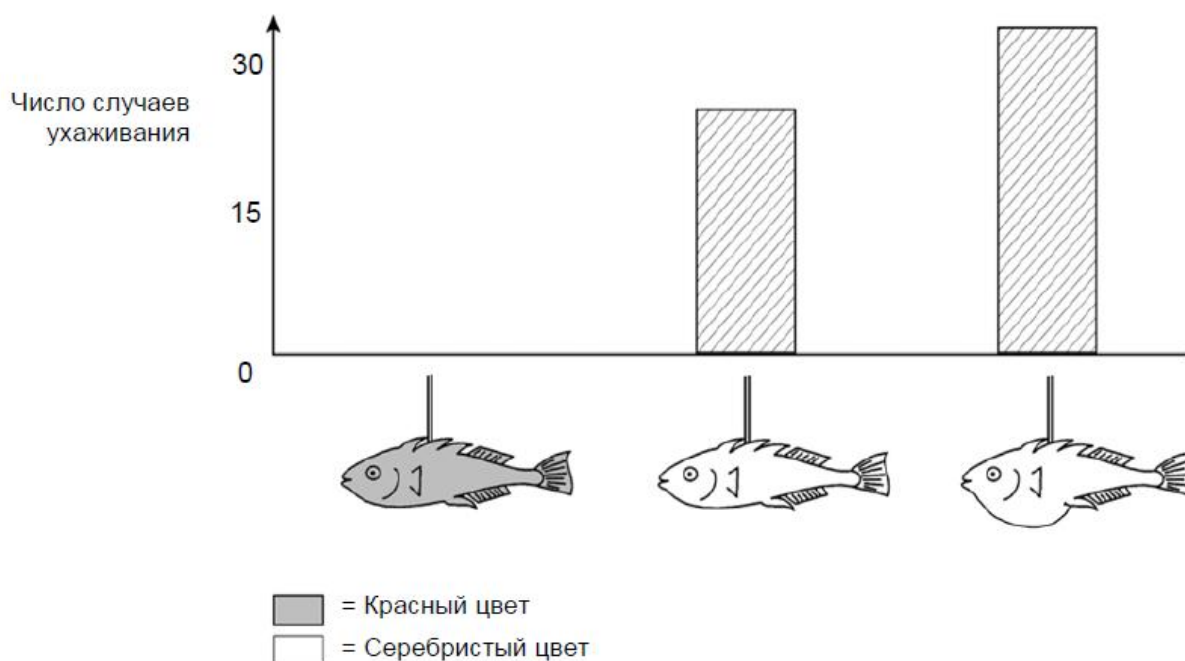 30
Число случаев
ухаживания
15
0
= Красный цвет
= Серебристый цвет